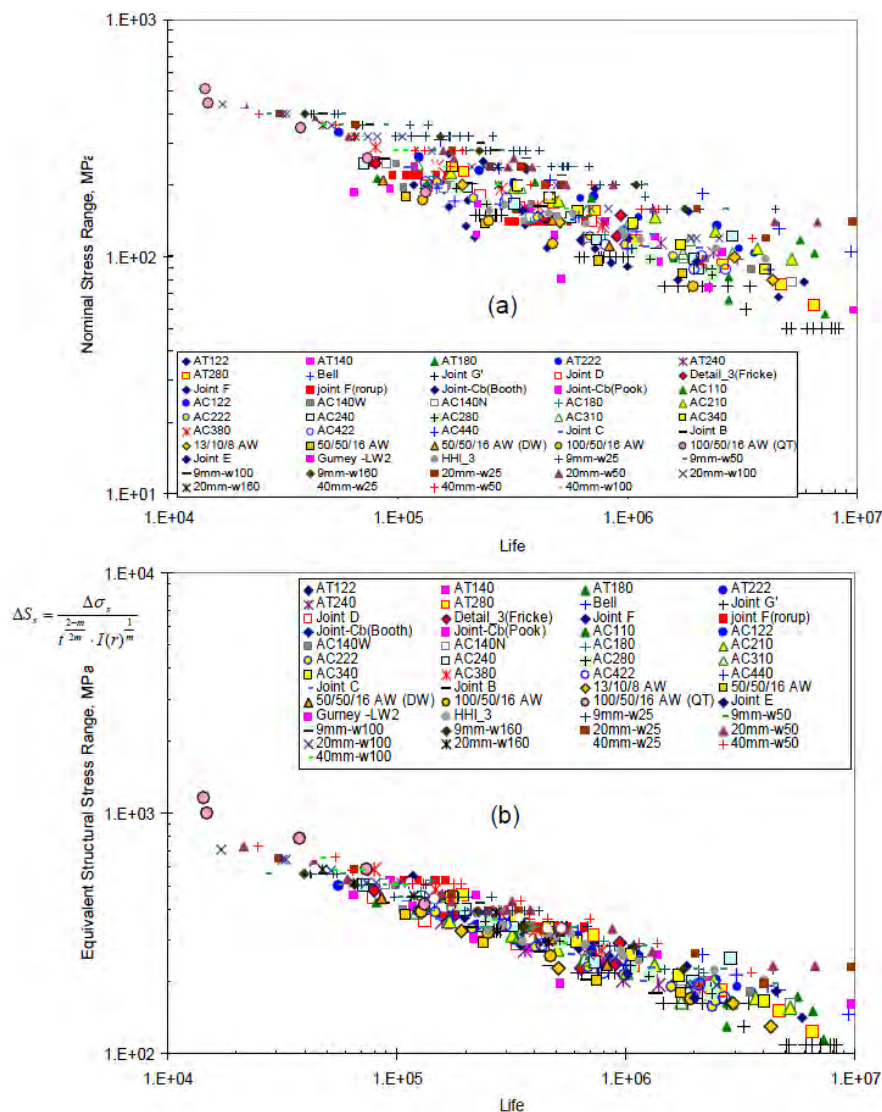 1.E+03
1.E+02
1.E+01
Nominal Stress Range, MPa
(a)
AT122 AT140 AT180 AT222 AT240
AT280 Bell Joint G' Joint D Detail_3(Fricke)
Joint F joint F(rorup) Joint-Cb(Booth) Joint-Cb(Pook) AC110
AC122 AC140W AC140N AC180 AC210
AC222 AC240 AC280 AC310 AC340
AC380 AC422 AC440 Joint C Joint B
13/10/8 AW 50/50/16 AW 50/50/16 AW (DW) 100/50/16 AW 100/50/16 AW (QT)
Joint E Gurney -LW2 HHI_3 9mm-w25 9mm-w50
9mm-w100 9mm-w160 20mm-w25 20mm-w50 20mm-w100
20mm-w160 40mm-w25 40mm-w50 40mm-w100
1.E+04 1.E+05 1.E+06 1.E+07
Life
ΔS_s = Δσ_s / (t^((2-m)/2m) · I(r)^(1/m))
1.E+04
1.E+03
1.E+02
Equivalent Structural Stress Range, MPa
AT122 AT140 AT180 AT222
AT240 AT280 Bell Joint G'
Joint D Detail_3(Fricke) Joint F joint F(rorup)
Joint-Cb(Booth) Joint-Cb(Pook) AC110 AC122
AC140W AC140N AC180 AC210
AC222 AC240 AC280 AC310
AC340 AC380 AC422 AC440
Joint C Joint B 13/10/8 AW 50/50/16 AW
50/50/16 AW (DW) 100/50/16 AW 100/50/16 AW (QT) Joint E
Gurney -LW2 HHI_3 9mm-w25 9mm-w50
9mm-w100 9mm-w160 20mm-w25 20mm-w50
20mm-w100 20mm-w160 40mm-w25 40mm-w50
40mm-w100
(b)
1.E+04 1.E+05 1.E+06 1.E+07
Life